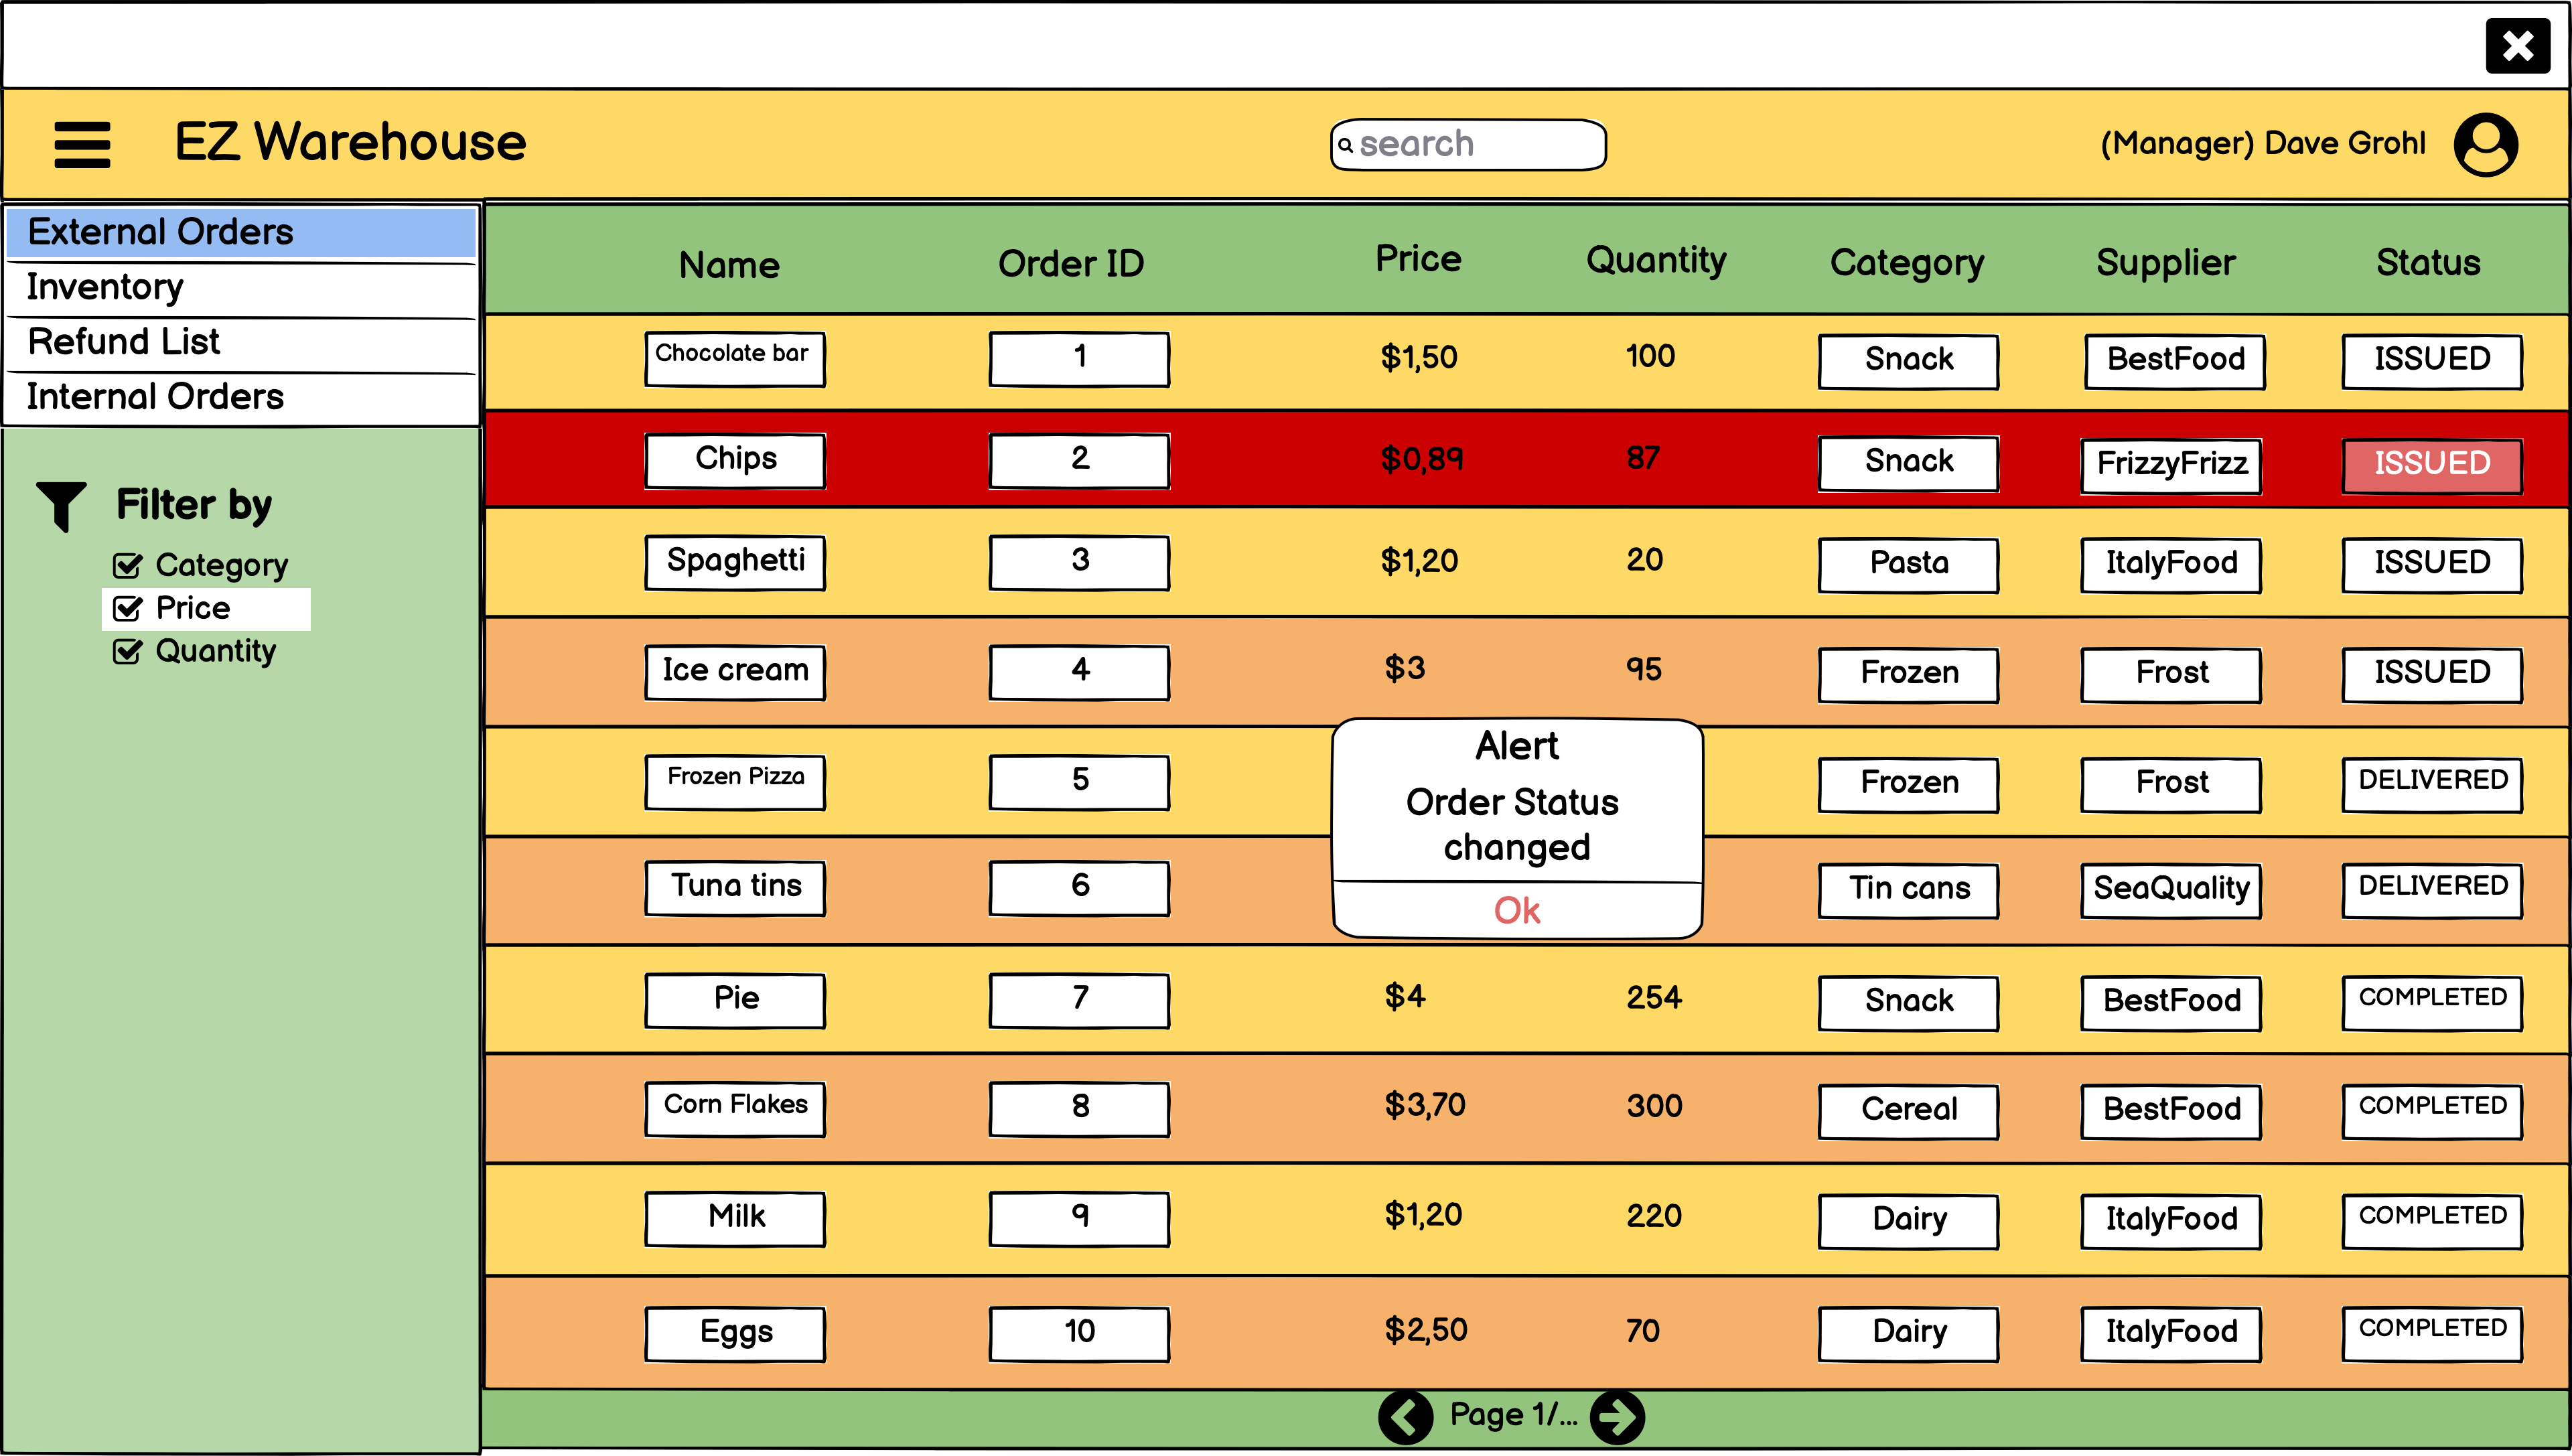 EZ Warehouse
search
(Manager) Dave Grohl
External Orders
Inventory
Refund List
Internal Orders
Filter by
Category
Price
Quantity
Name Order ID Price Quantity Category Supplier Status
Chocolate bar 1 $1,50 100 Snack BestFood ISSUED
Chips 2 $0,89 87 Snack FrizzyFrizz ISSUED
Spaghetti 3 $1,20 20 Pasta ItalyFood ISSUED
Ice cream 4 $3 95 Frozen Frost ISSUED
Frozen Pizza 5 Frozen Frost DELIVERED
Tuna tins 6 Tin cans SeaQuality DELIVERED
Pie 7 $4 254 Snack BestFood COMPLETED
Corn Flakes 8 $3,70 300 Cereal BestFood COMPLETED
Milk 9 $1,20 220 Dairy ItalyFood COMPLETED
Eggs 10 $2,50 70 Dairy ItalyFood COMPLETED
Alert
Order Status
changed
Ok
Page 1/...